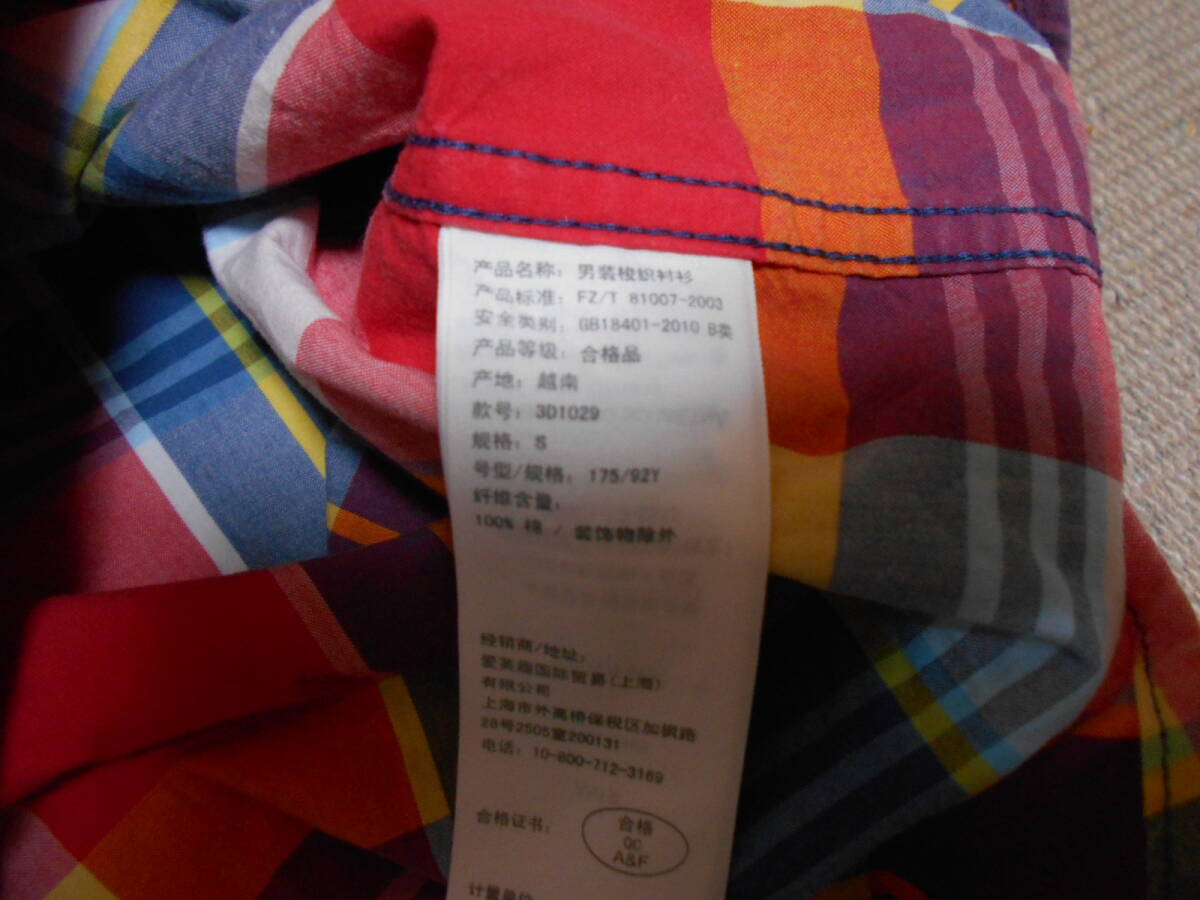 产品名称: 男装梭织衬衫
产品标准: FZ/T 81007-2003
安全类别: GB18401-2010 B类
产品等级: 合格品
产地: 越南
款号: 3D1029
规格: S
号型/规格: 175/92Y
纤维含量:
100% 棉 / 装饰物除外
经销商/地址:
爱芙趣国际贸易(上海)
有限公司
上海市外高桥保税区加枫路
28号2505室200131
电话: 10-800-712-3169
合格证书:
合格
QC
A&F
计量单位